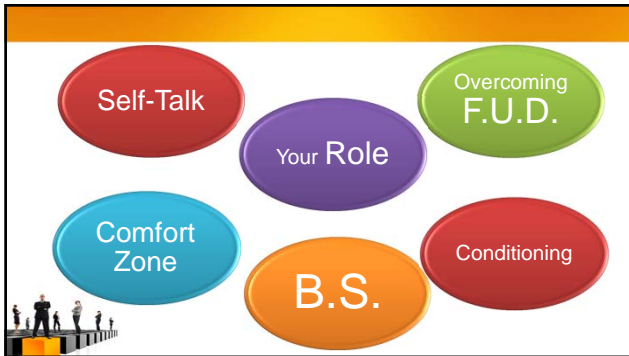 Self-Talk
Overcoming
F.U.D.
Your Role
Comfort
Zone
B.S.
Conditioning